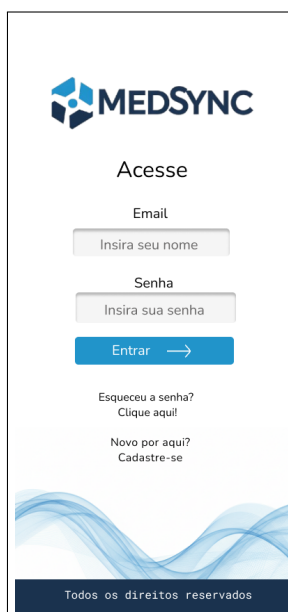 MEDSYNC
Acesse
Email
Insira seu nome
Senha
Insira sua senha
Entrar
Esqueceu a senha?
Clique aqui!
Novo por aqui?
Cadastre-se
Todos os direitos reservados